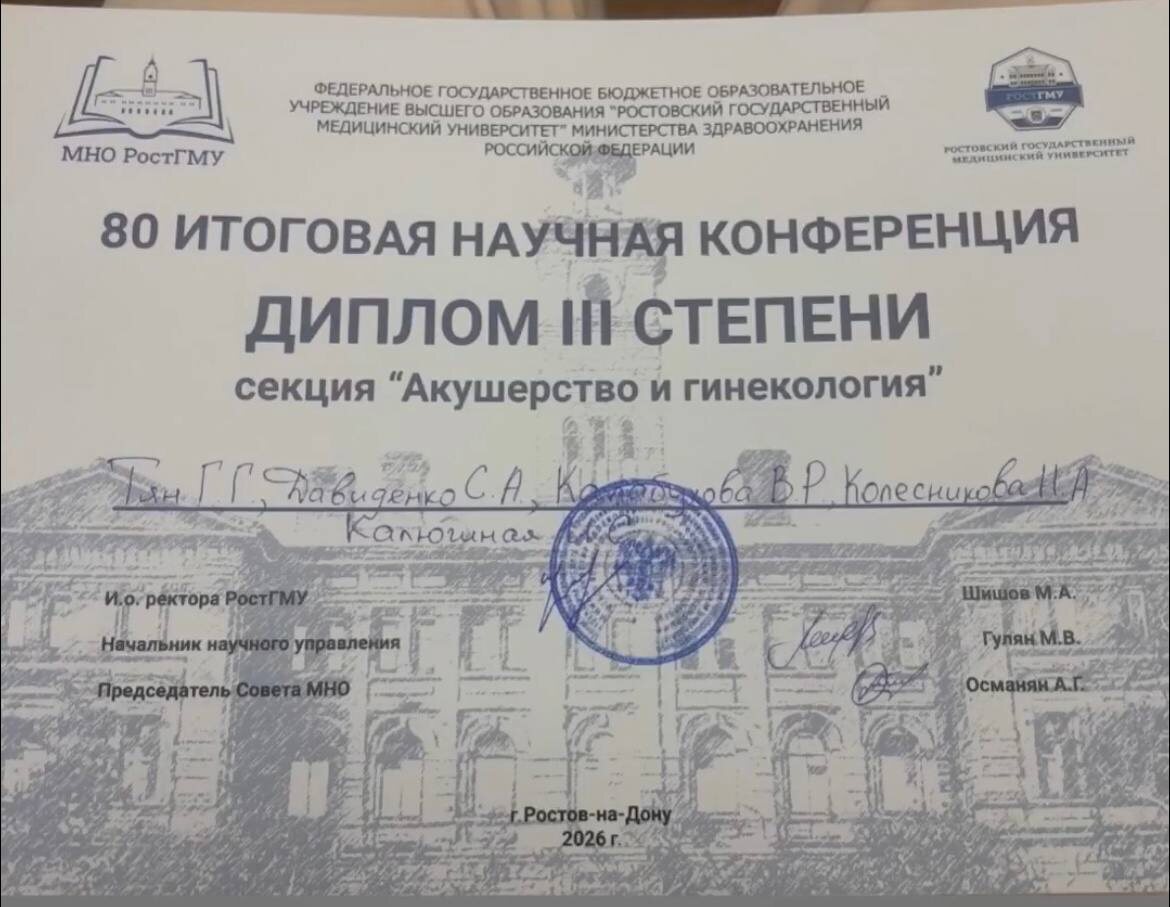 МНО РостГМУ
ФЕДЕРАЛЬНОЕ ГОСУДАРСТВЕННОЕ БЮДЖЕТНОЕ ОБРАЗОВАТЕЛЬНОЕ
УЧРЕЖДЕНИЕ ВЫСШЕГО ОБРАЗОВАНИЯ "РОСТОВСКИЙ ГОСУДАРСТВЕННЫЙ
МЕДИЦИНСКИЙ УНИВЕРСИТЕТ" МИНИСТЕРСТВА ЗДРАВООХРАНЕНИЯ
РОССИЙСКОЙ ФЕДЕРАЦИИ
РОСТГМУ
РОСТОВСКИЙ ГОСУДАРСТВЕННЫЙ
МЕДИЦИНСКИЙ УНИВЕРСИТЕТ
80 ИТОГОВАЯ НАУЧНАЯ КОНФЕРЕНЦИЯ
ДИПЛОМ III СТЕПЕНИ
секция “Акушерство и гинекология”
Тян Г.Г., Давиденко С.А., В.Р., Колесникова Н.А
И.о. ректора РостГМУ Шишов М.А.
Начальник научного управления Гулян М.В.
Председатель Совета МНО Османян А.Г.
г Ростов-на-Дону
2026 г.